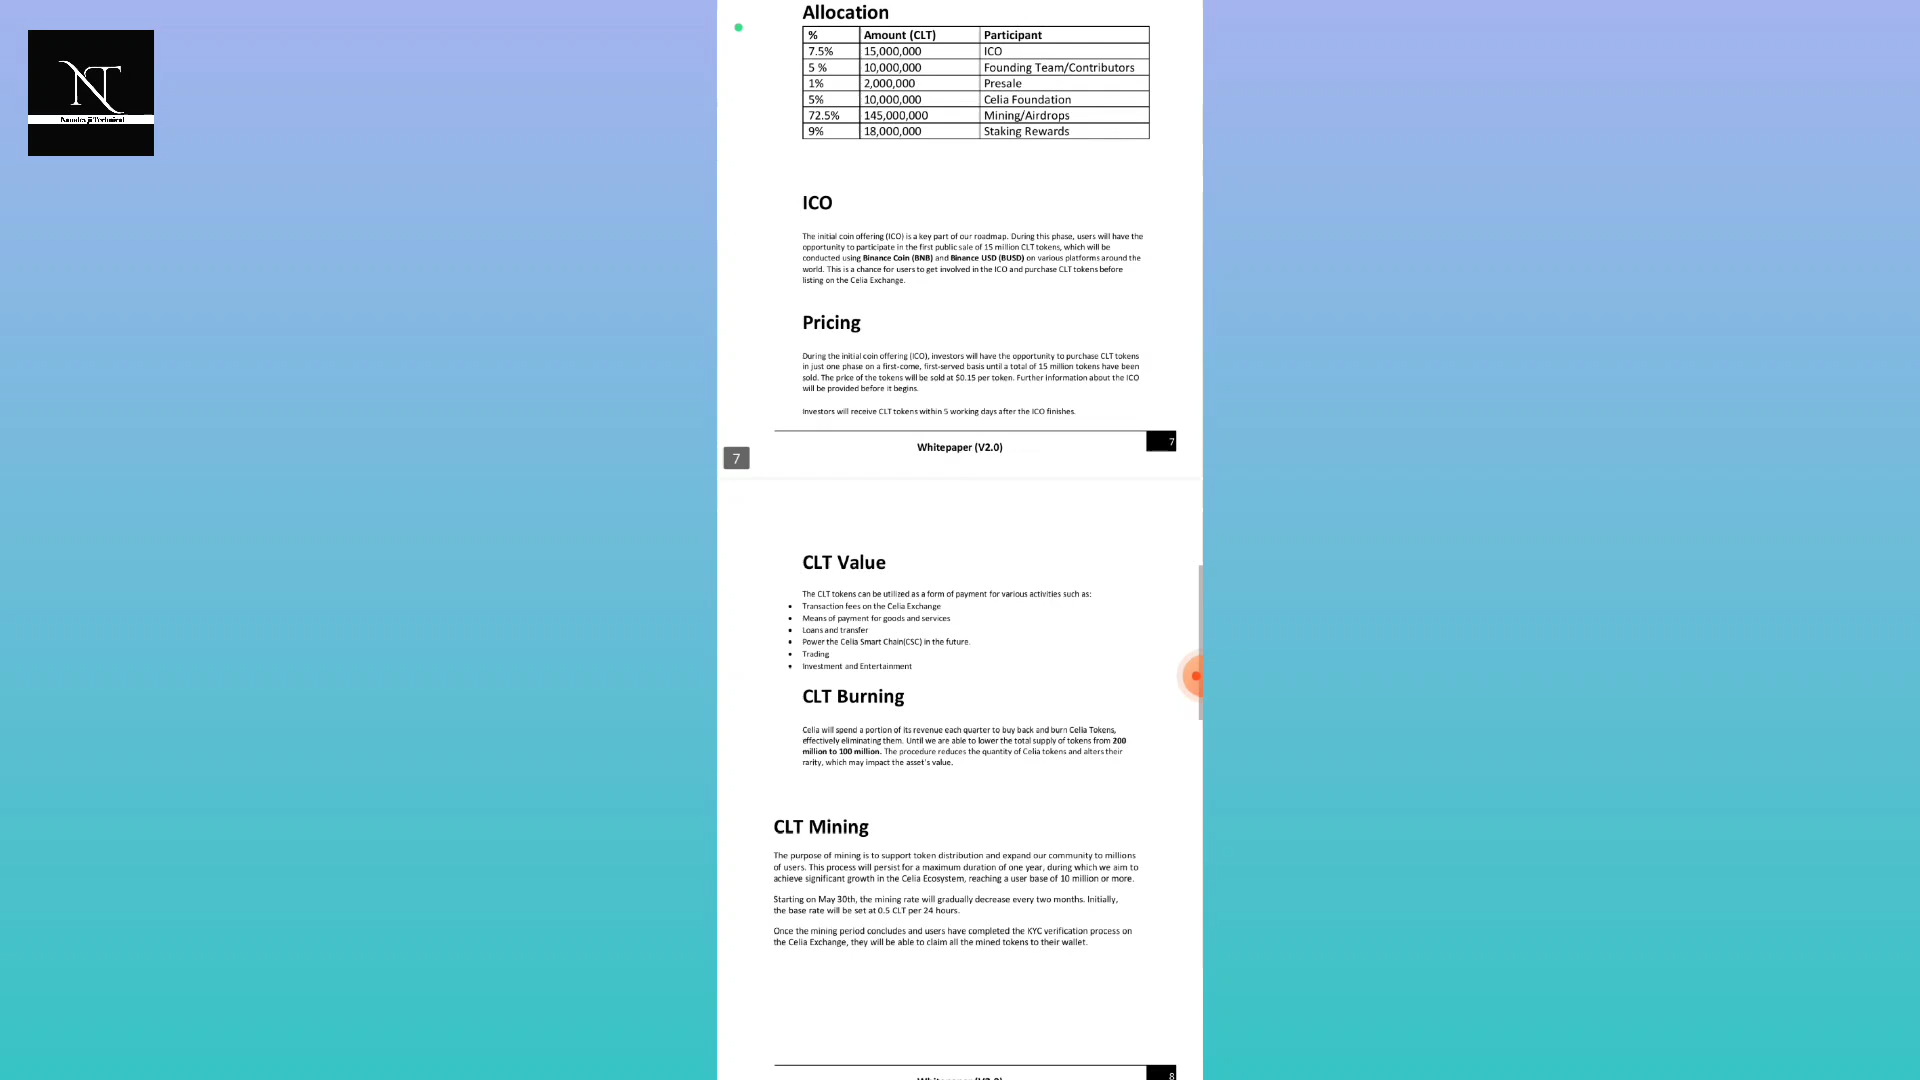 Allocation
% Amount (CLT) Participant
7.5% 15,000,000 ICO
5 % 10,000,000 Founding Team/Contributors
1% 2,000,000 Presale
5% 10,000,000 Celia Foundation
72.5% 145,000,000 Mining/Airdrops
9% 18,000,000 Staking Rewards
NT
ICO
The initial coin offering (ICO) is a key part of our roadmap. During this phase, users will have the
opportunity to participate in the first public sale of 15 million CLT tokens, which will be
conducted using Binance Coin (BNB) and Binance USD (BUSD) on various platforms around the
world. This is a chance for users to get involved in the ICO and purchase CLT tokens before
listing on the Celia Exchange.
Pricing
During the initial coin offering (ICO), investors will have the opportunity to purchase CLT tokens
in just one phase on a first-come, first-served basis until a total of 15 million tokens have been
sold. The price of the tokens will be sold at $0.15 per token. Further information about the ICO
will be provided before it begins.
Investors will receive CLT tokens within 5 working days after the ICO finishes.
Whitepaper (V2.0) 7
7
CLT Value
The CLT tokens can be utilized as a form of payment for various activities such as:
• Transaction fees on the Celia Exchange
• Means of payment for goods and services
• Loans and transfer
• Power the Celia Smart Chain(CSC) in the future.
• Trading
• Investment and Entertainment
CLT Burning
Celia will spend a portion of its revenue each quarter to buy back and burn Celia Tokens,
effectively eliminating them. Until we are able to lower the total supply of tokens from 200
million to 100 million. The procedure reduces the quantity of Celia tokens and alters their
rarity, which may impact the asset's value.
CLT Mining
The purpose of mining is to support token distribution and expand our community to millions
of users. This process will persist for a maximum duration of one year, during which we aim to
achieve significant growth in the Celia Ecosystem, reaching a user base of 10 million or more.
Starting on May 30th, the mining rate will gradually decrease every two months. Initially,
the base rate will be set at 0.5 CLT per 24 hours.
Once the mining period concludes and users have completed the KYC verification process on
the Celia Exchange, they will be able to claim all the mined tokens to their wallet.
Whitepaper (V2.0) 8